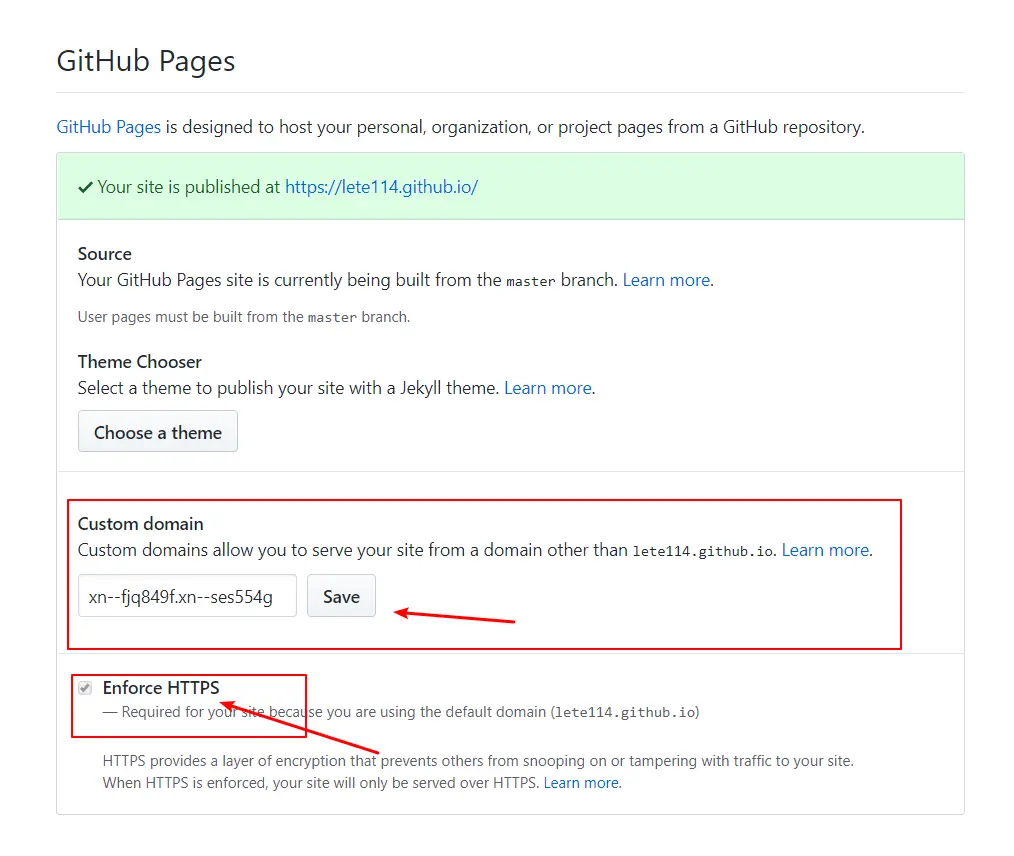 GitHub Pages
GitHub Pages is designed to host your personal, organization, or project pages from a GitHub repository.
Your site is published at https://lete114.github.io/
Source
Your GitHub Pages site is currently being built from the master branch. Learn more.
User pages must be built from the master branch.
Theme Chooser
Select a theme to publish your site with a Jekyll theme. Learn more.
Choose a theme
Custom domain
Custom domains allow you to serve your site from a domain other than lete114.github.io. Learn more.
xn--fjq849f.xn--ses554g Save
Enforce HTTPS
— Required for your site because you are using the default domain (lete114.github.io)
HTTPS provides a layer of encryption that prevents others from snooping on or tampering with traffic to your site.
When HTTPS is enforced, your site will only be served over HTTPS. Learn more.